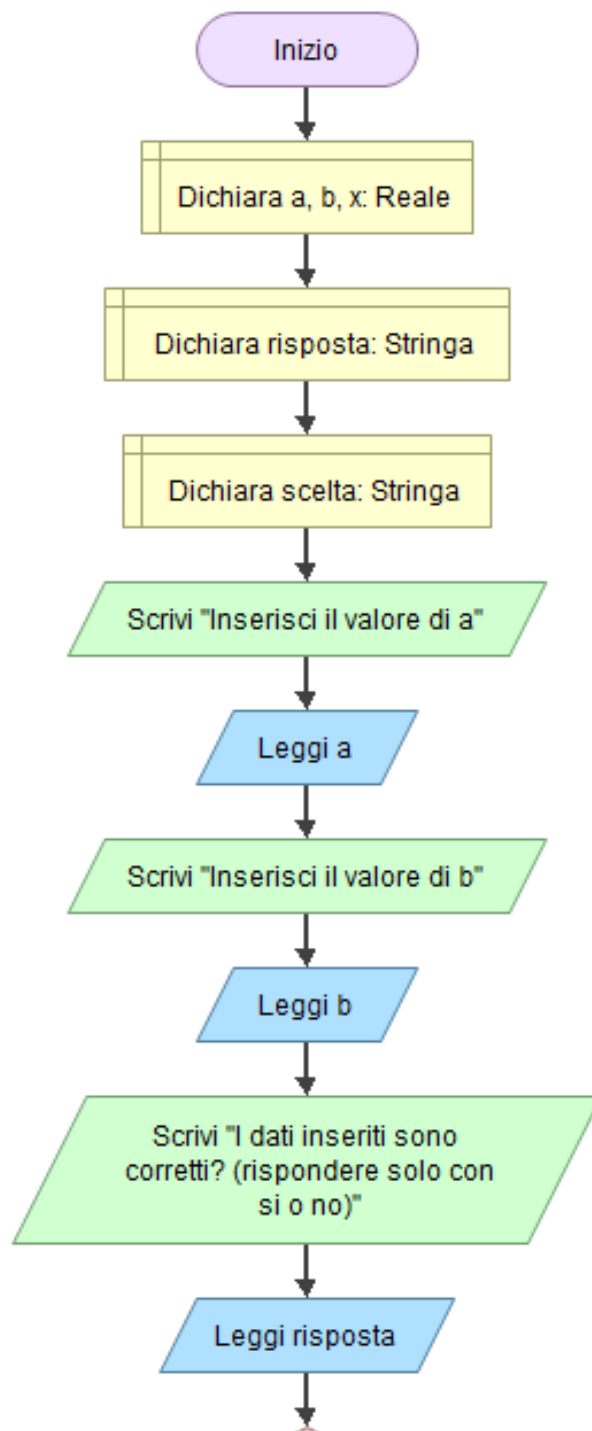 Inizio
Dichiara a, b, x: Reale
Dichiara risposta: Stringa
Dichiara scelta: Stringa
Scrivi "Inserisci il valore di a"
Leggi a
Scrivi "Inserisci il valore di b"
Leggi b
Scrivi "I dati inseriti sono
corretti? (rispondere solo con
si o no)"
Leggi risposta